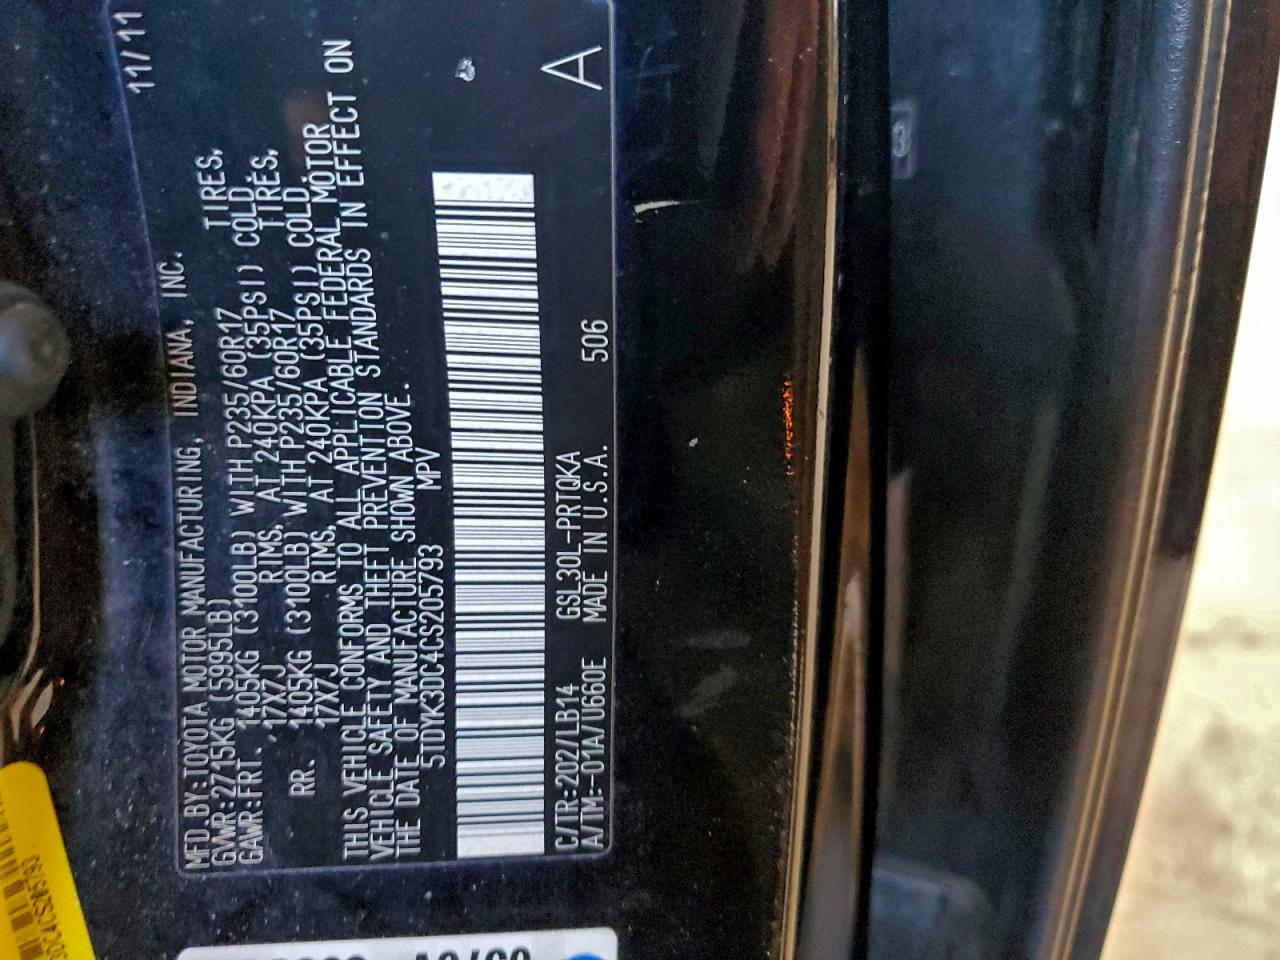 11/11
MFD.BY:TOYOTA MOTOR MANUFACTURING, INDIANA, INC.
GVWR:2715KG (5995LB)
GAWR:FRT. 1405KG (3100LB) WITH P235/60R17 TIRES,
17X7J RIMS, AT 240KPA (35PSI) COLD.
RR. 1405KG (3100LB) WITH P235/60R17 TIRES,
17X7J RIMS, AT 240KPA (35PSI) COLD.
THIS VEHICLE CONFORMS TO ALL APPLICABLE FEDERAL MOTOR
VEHICLE SAFETY AND THEFT PREVENTION STANDARDS IN EFFECT ON
THE DATE OF MANUFACTURE SHOWN ABOVE.
5TDYK3DC4CS205793 MPV
C/TR:202/LB14 GSL30L-PRTQKA 506 A
A/TM:-01A/U660E MADE IN U.S.A.